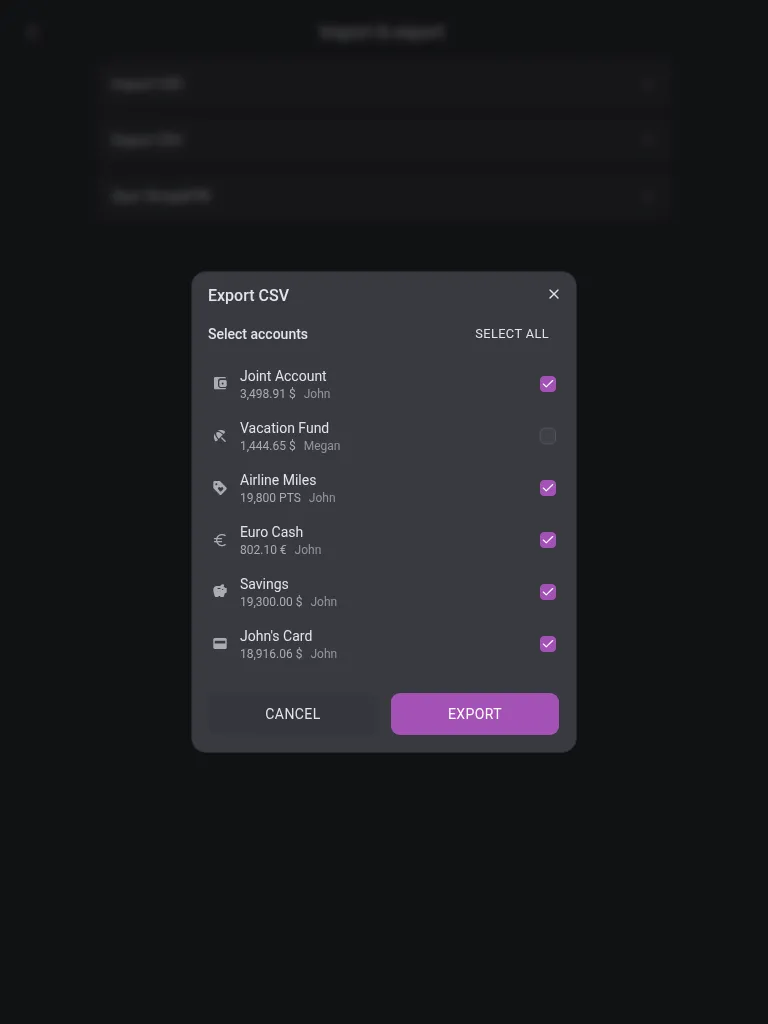 Export CSV
Select accounts SELECT ALL
Joint Account
3,498.91 $ John
Vacation Fund
1,444.65 $ Megan
Airline Miles
19,800 PTS John
Euro Cash
802.10 € John
Savings
19,300.00 $ John
John's Card
18,916.06 $ John
CANCEL EXPORT